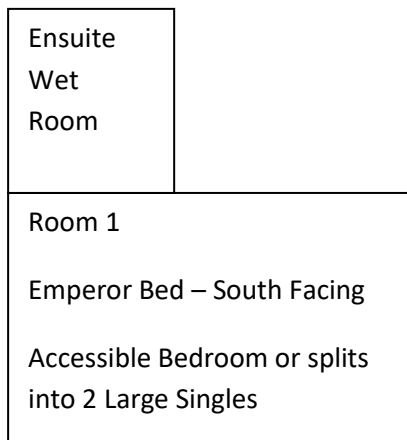 Ensuite
Wet
Room
Room 1
Emperor Bed – South Facing
Accessible Bedroom or splits
into 2 Large Singles